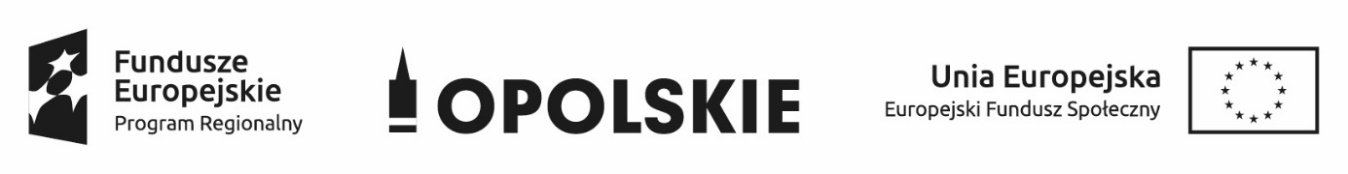 Fundusze
Europejskie
Program Regionalny
OPOLSKIE
Unia Europejska
Europejski Fundusz Społeczny